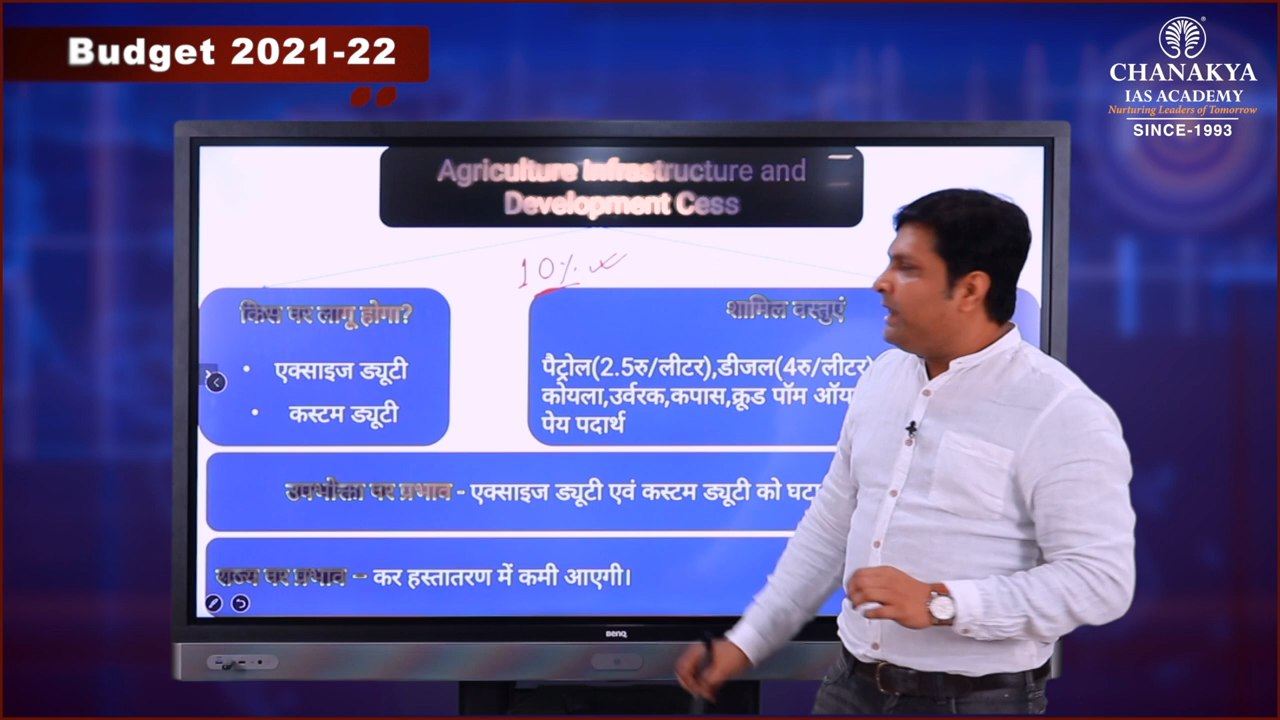 Budget 2021-22
CHANAKYA
IAS ACADEMY
Nurturing Leaders of Tomorrow
SINCE-1993
Agriculture Infrastructure and
Development Cess
10%
किस पर लागू होगा?
• एक्साइज ड्यूटी
• कस्टम ड्यूटी
शामिल वस्तुएं
पैट्रोल(2.5रु/लीटर),डीजल(4रु/लीटर)
कोयला,उर्वरक,कपास,क्रूड पॉम
पेय पदार्थ
उपभोक्ता पर प्रभाव - एक्साइज ड्यूटी एवं कस्टम ड्यूटी को
राज्य पर प्रभाव – कर हस्तातरण में कमी आएगी।
BenQ